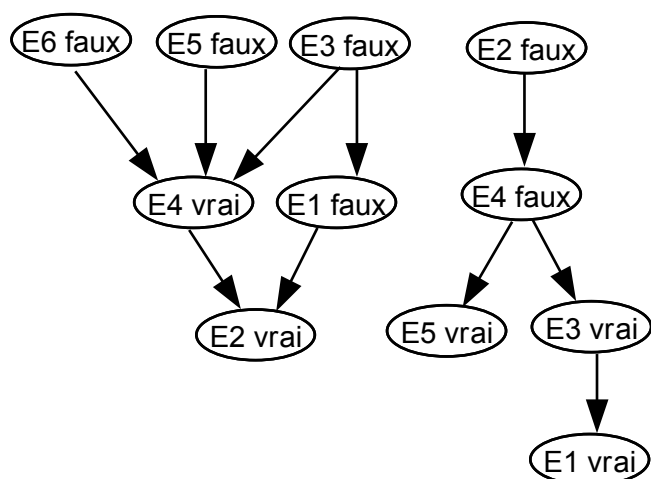 E6 faux
E5 faux
E3 faux
E2 faux
E4 vrai
E1 faux
E4 faux
E2 vrai
E5 vrai
E3 vrai
E1 vrai